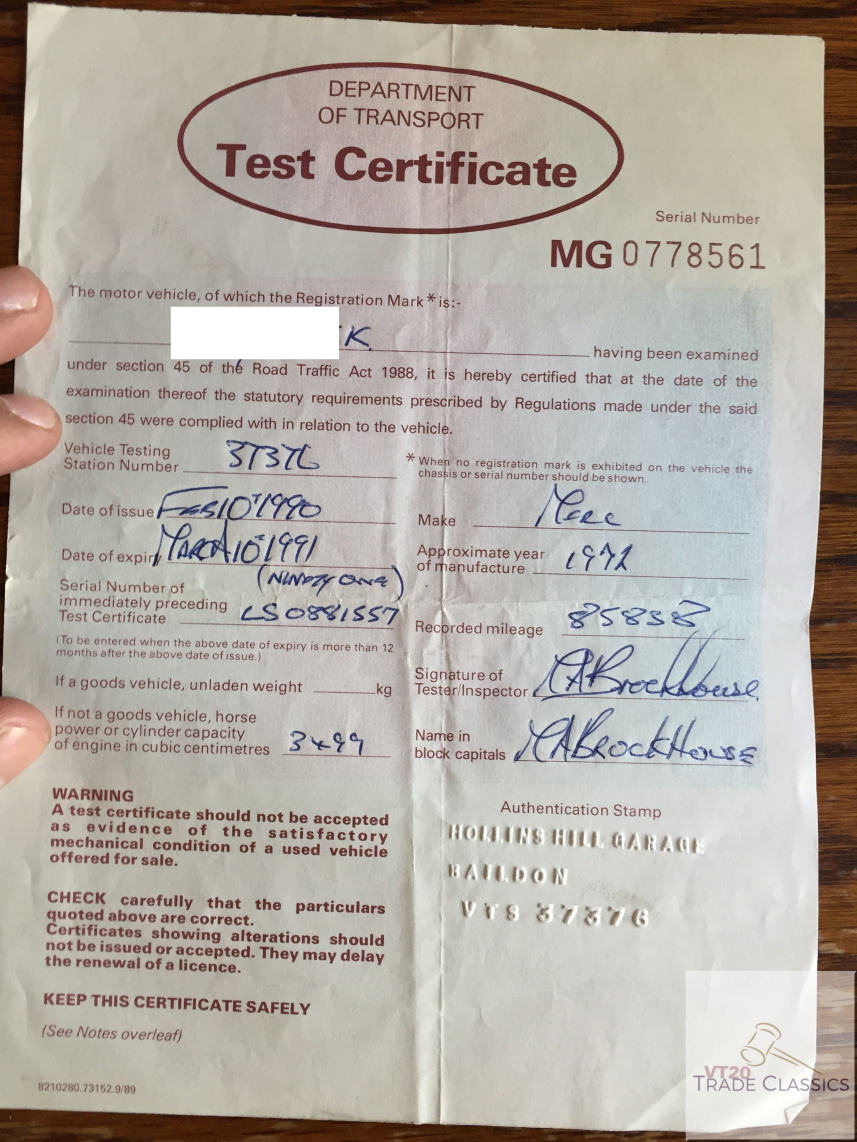 DEPARTMENT
OF TRANSPORT
Test Certificate
Serial Number
MG 0778561
The motor vehicle, of which the Registration Mark * is:-
K. having been examined
under section 45 of the Road Traffic Act 1988, it is hereby certified that at the date of the
examination thereof the statutory requirements prescribed by Regulations made under the said
section 45 were complied with in relation to the vehicle.
Vehicle Testing
Station Number 37376
* When no registration mark is exhibited on the vehicle the
chassis or serial number should be shown.
Date of issue FEB 10th 1990
Make Merc
Date of expiry MARCH 10th 1991
(NINETY ONE)
Approximate year
of manufacture 1972
Serial Number of
immediately preceding
Test Certificate LS 0881557
Recorded mileage 85838
(To be entered when the above date of expiry is more than 12
months after the above date of issue.)
Signature of
Tester/Inspector MABrockhouse
If a goods vehicle, unladen weight kg
If not a goods vehicle, horse
power or cylinder capacity
of engine in cubic centimetres 3499
Name in
block capitals MABROCKHOUSE
WARNING
A test certificate should not be accepted
as evidence of the satisfactory
mechanical condition of a used vehicle
offered for sale.
Authentication Stamp
HOLLINS HILL GARAGE
BAILDON
VTS 37376
CHECK carefully that the particulars
quoted above are correct.
Certificates showing alterations should
not be issued or accepted. They may delay
the renewal of a licence.
KEEP THIS CERTIFICATE SAFELY
(See Notes overleaf)
8210280.73152.9/89
VT20
TRADE CLASSICS